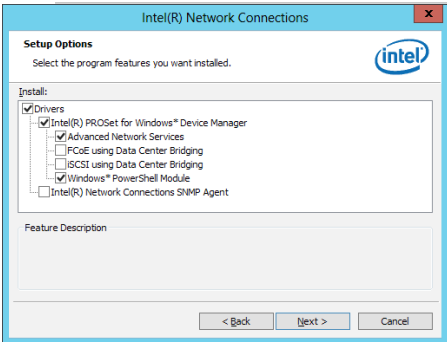 Intel(R) Network Connections
x
Setup Options
Select the program features you want installed.
intel
Install:
Drivers
Intel(R) PROSet for Windows* Device Manager
Advanced Network Services
FCoE using Data Center Bridging
iSCSI using Data Center Bridging
Windows* PowerShell Module
Intel(R) Network Connections SNMP Agent
Feature Description
< Back
Next >
Cancel